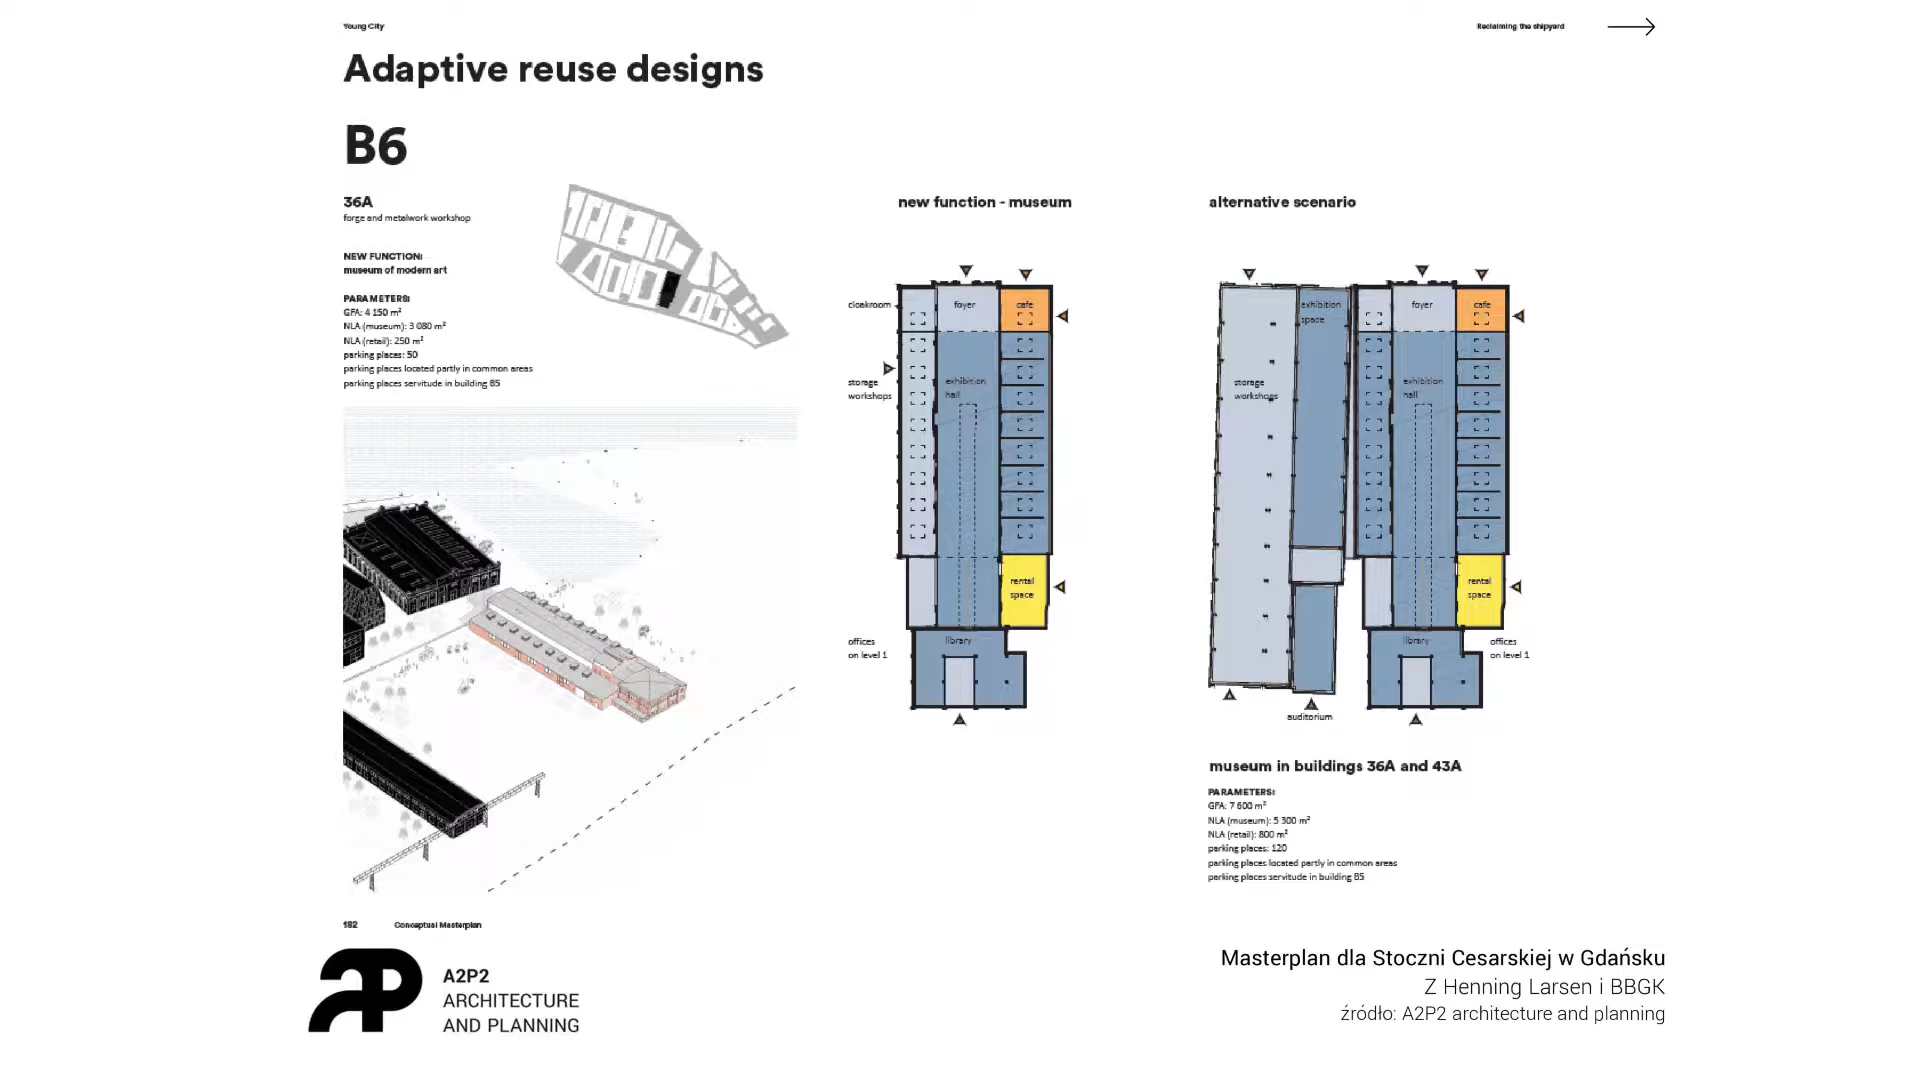 Young City
Reclaiming the shipyard
Adaptive reuse designs
B6
36A
forge and metalwork workshop
NEW FUNCTION:
museum of modern art
PARAMETERS:
GFA: 4 150 m²
NLA (museum): 3 080 m²
NLA (retail): 250 m²
parking places: 50
parking places located partly in common areas
parking places servitude in building B5
new function - museum
cloakroom
foyer
cafe
storage
workshops
exhibition
hall
rental
space
offices
on level 1
library
alternative scenario
exhibition
space
foyer
cafe
storage
workshops
exhibition
hall
rental
space
library
offices
on level 1
auditorium
museum in buildings 36A and 43A
PARAMETERS:
GFA: 7 600 m²
NLA (museum): 5 300 m²
NLA (retail): 800 m²
parking places: 120
parking places located partly in common areas
parking places servitude in building B5
182
Conceptual Masterplan
A2P2
ARCHITECTURE
AND PLANNING
Masterplan dla Stoczni Cesarskiej w Gdańsku
Z Henning Larsen i BBGK
źródło: A2P2 architecture and planning